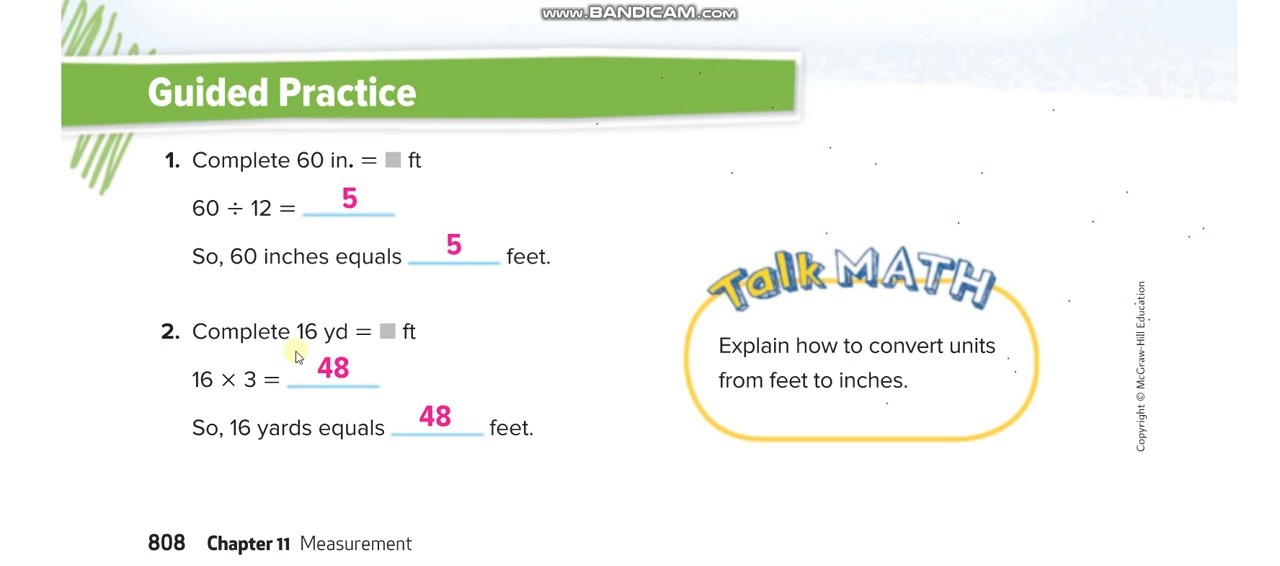 www.BANDICAM.com
Guided Practice
1. Complete 60 in. = ft
60 ÷ 12 = 5
So, 60 inches equals 5 feet.
2. Complete 16 yd = ft
16 × 3 = 48
So, 16 yards equals 48 feet.
Talk MATH
Explain how to convert units
from feet to inches.
Copyright © McGraw-Hill Education
808 Chapter 11 Measurement